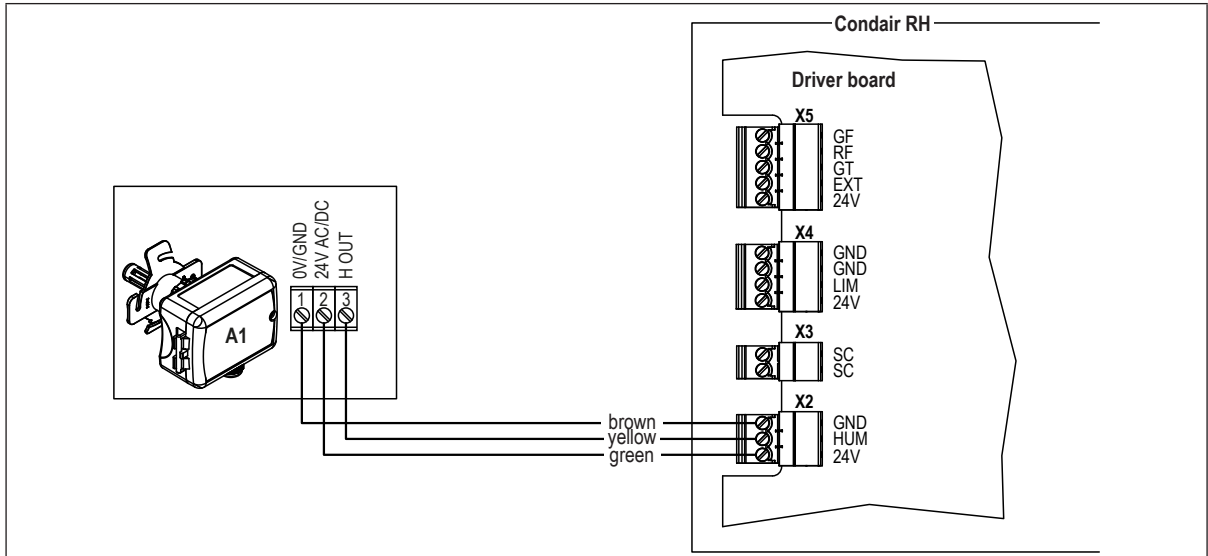 Condair RH
Driver board
X5
GF
RF
GT
EXT
24V
X4
GND
GND
LIM
24V
X3
SC
SC
X2
GND
HUM
24V
0V/GND
24V AC/DC
H OUT
1 2 3
A1
brown
yellow
green